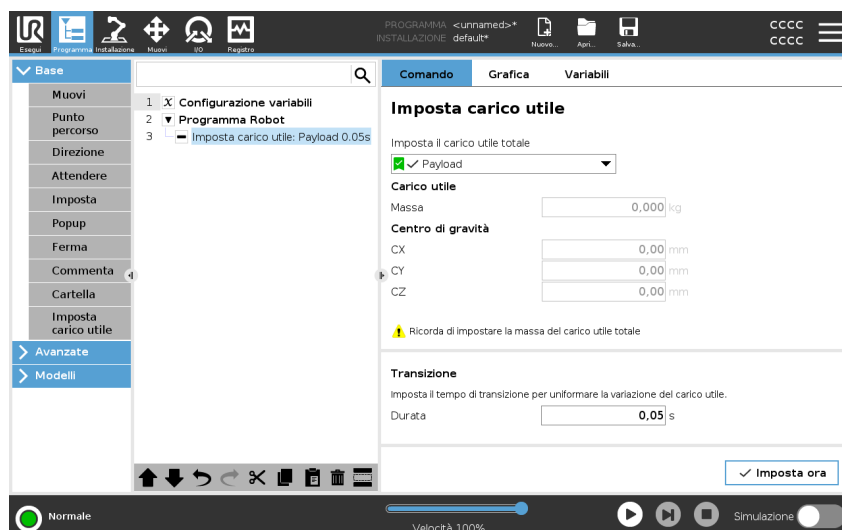 PROGRAMMA <unnamed>*
INSTALLAZIONE default*
CCCC
CCCC
Esegui
Programma
Installazione
Muovi
I/O
Registro
Nuovo...
Apri...
Salva...
Base
Muovi
Punto
percorso
Direzione
Attendere
Imposta
Popup
Ferma
Commenta
Cartella
Imposta
carico utile
Avanzate
Modelli
1 X Configurazione variabili
2 Programma Robot
3 Imposta carico utile: Payload 0.05s
Comando Grafica Variabili
Imposta carico utile
Imposta il carico utile totale
Payload
Carico utile
Massa 0,000 kg
Centro di gravità
CX 0,00 mm
CY 0,00 mm
CZ 0,00 mm
Ricorda di impostare la massa del carico utile totale
Transizione
Imposta il tempo di transizione per uniformare la variazione del carico utile.
Durata 0,05 s
Imposta ora
Normale
Velocità 100%
Simulazione